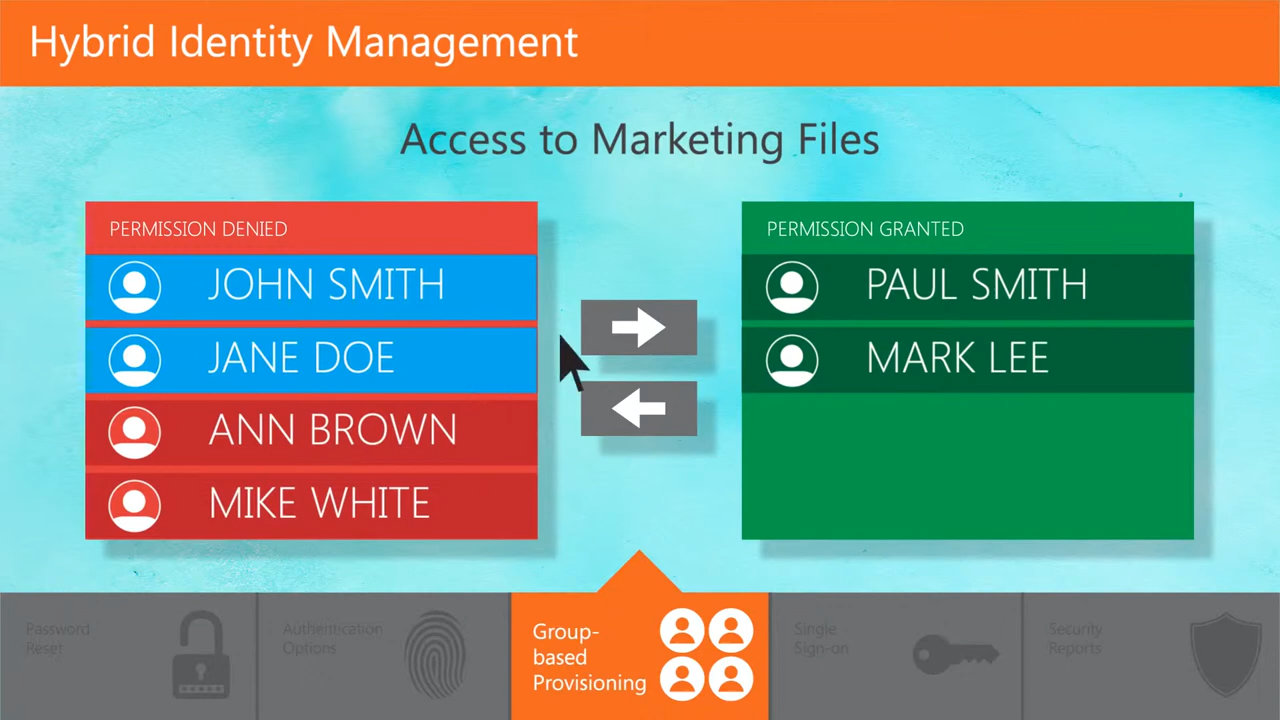 Hybrid Identity Management
Access to Marketing Files
PERMISSION DENIED
JOHN SMITH
JANE DOE
ANN BROWN
MIKE WHITE
PERMISSION GRANTED
PAUL SMITH
MARK LEE
Password
Reset
Authentication
Options
Group-
based
Provisioning
Single
Sign-on
Security
Reports